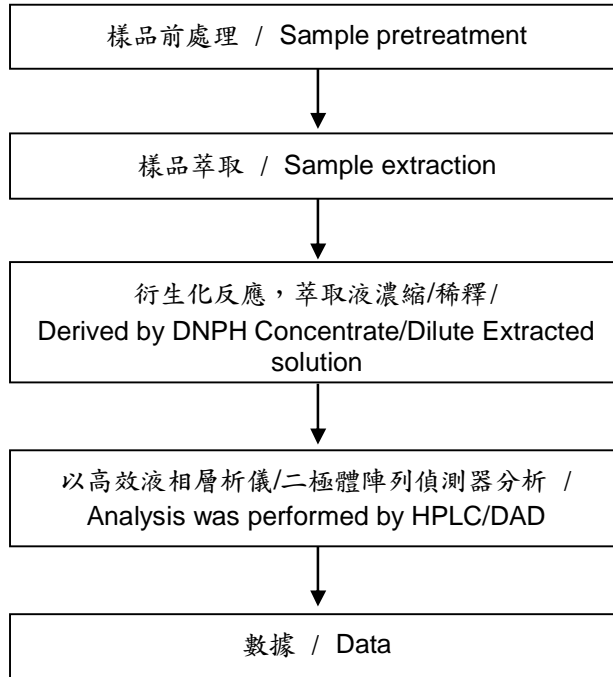 樣品前處理 / Sample pretreatment
樣品萃取 / Sample extraction
衍生化反應，萃取液濃縮/稀釋/
Derived by DNPH Concentrate/Dilute Extracted
solution
以高效液相層析儀/二極體陣列偵測器分析 /
Analysis was performed by HPLC/DAD
數據 / Data